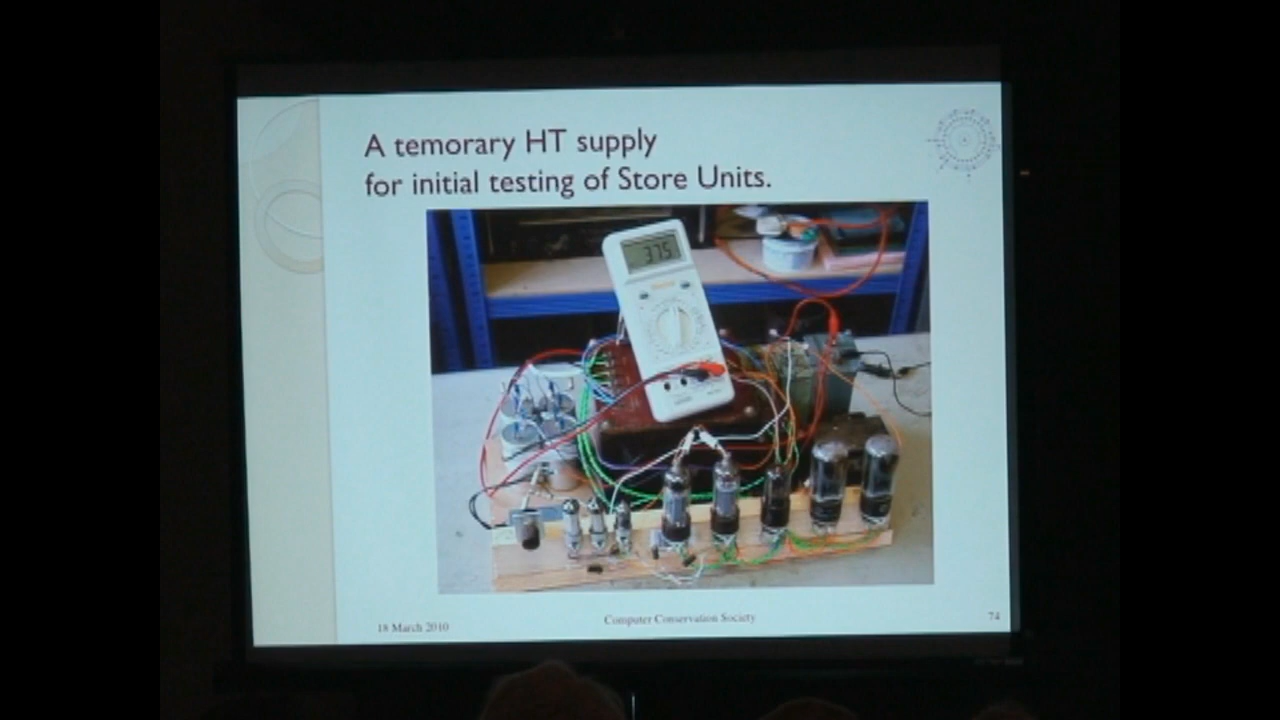 A temorary HT supply
for initial testing of Store Units.
375
18 March 2010
Computer Conservation Society
74